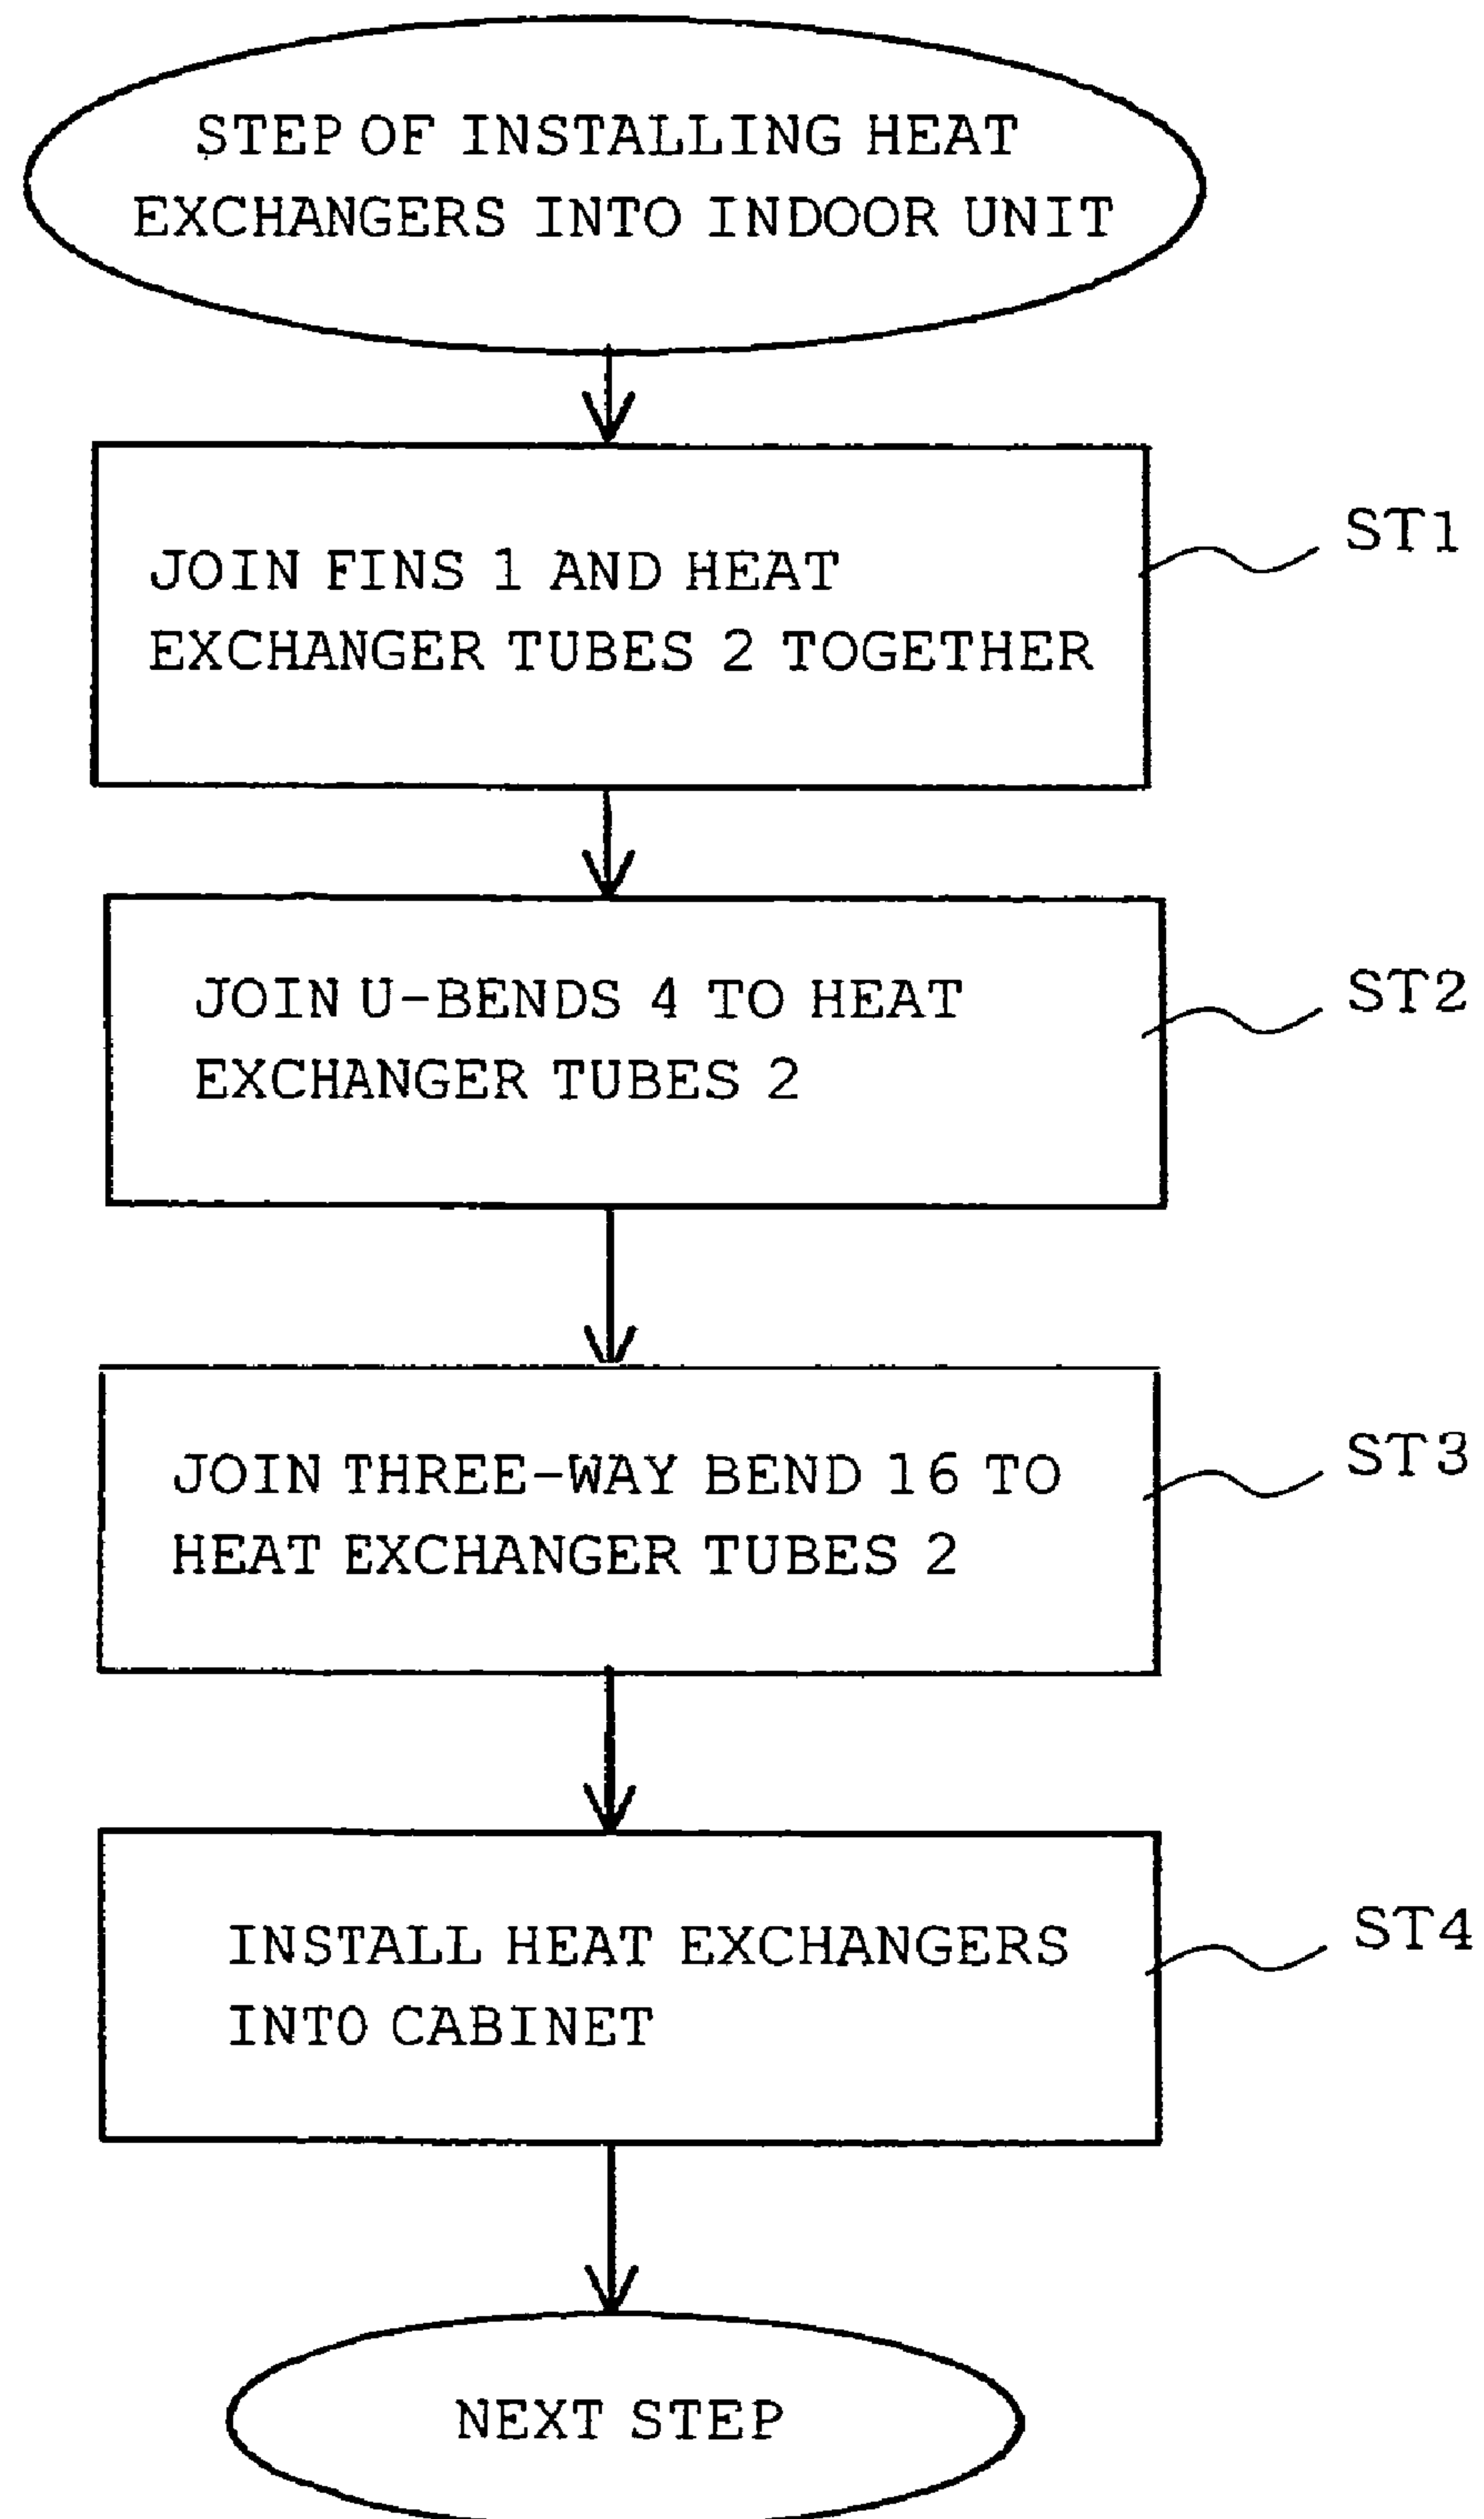 STEP OF INSTALLING HEAT
EXCHANGERS INTO INDOOR UNIT
JOIN FINS 1 AND HEAT
EXCHANGER TUBES 2 TOGETHER
ST1
JOIN U-BENDS 4 TO HEAT
EXCHANGER TUBES 2
ST2
JOIN THREE-WAY BEND 16 TO
HEAT EXCHANGER TUBES 2
ST3
INSTALL HEAT EXCHANGERS
INTO CABINET
ST4
NEXT STEP